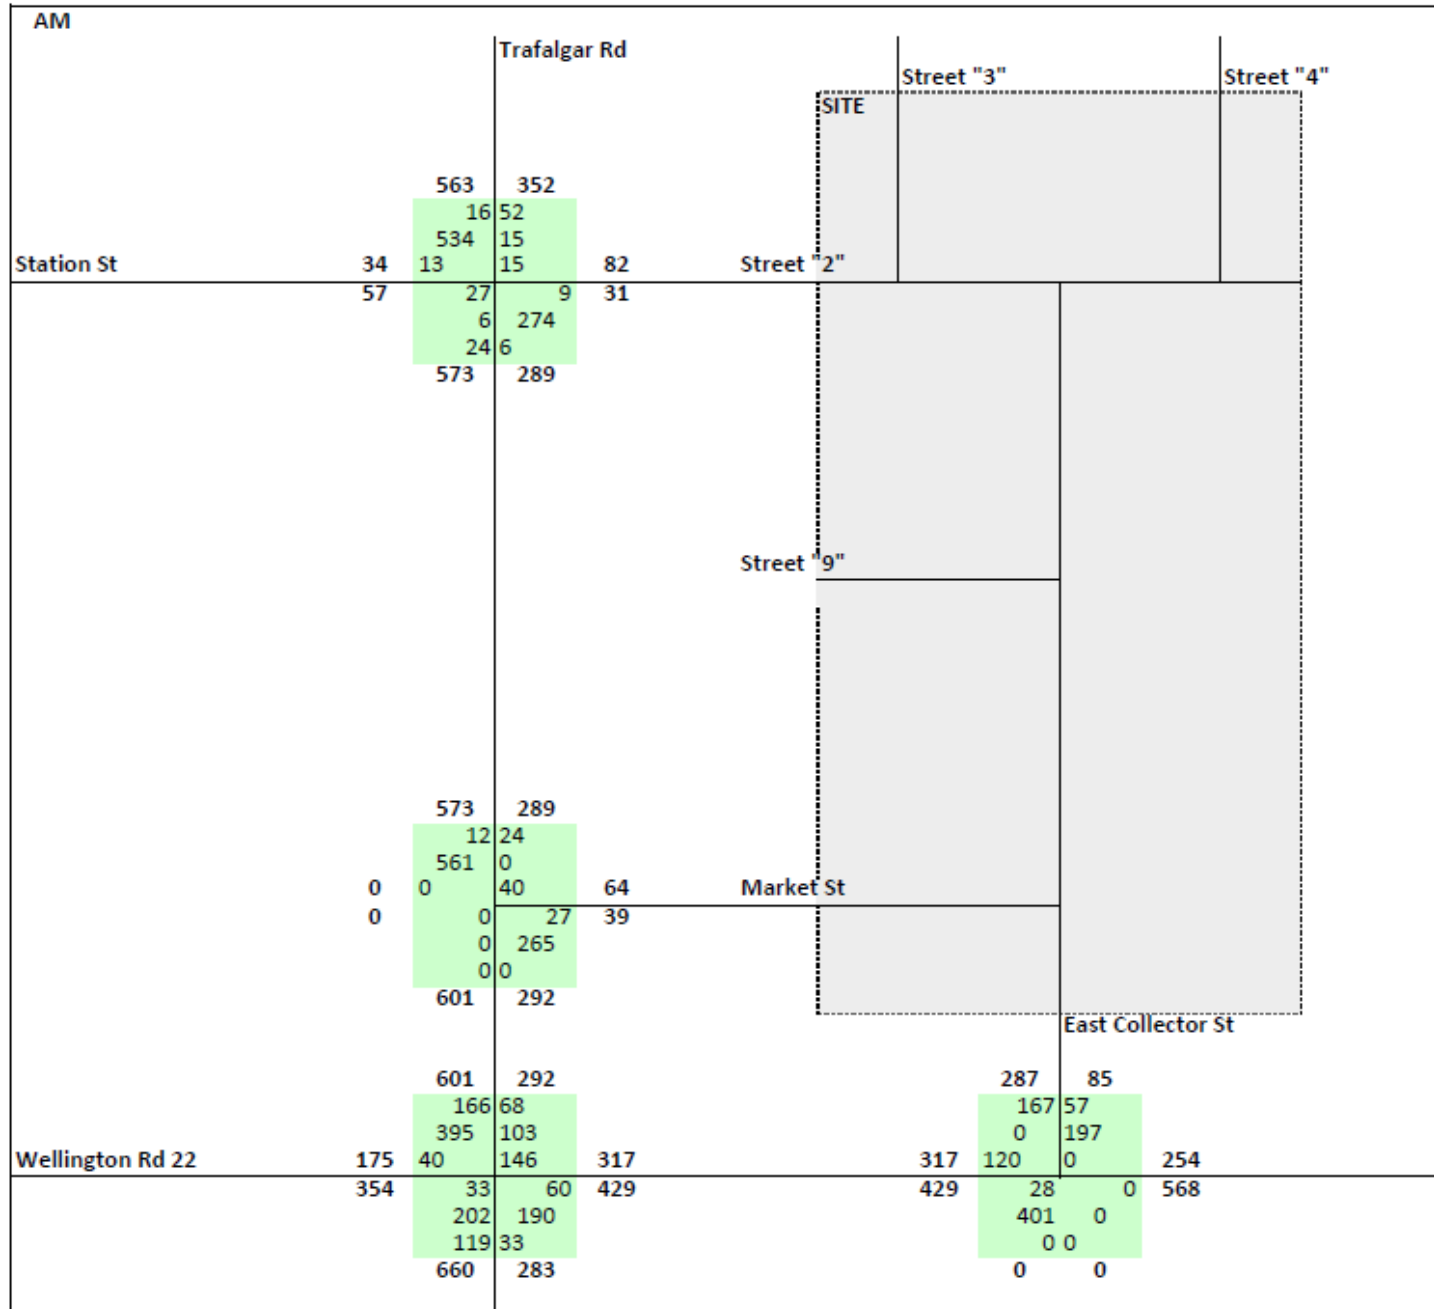 AM
Trafalgar Rd
Street "3" Street "4"
SITE
563 352
16 52
534 15
Station St 34 13 15 82 Street "2"
57 27 9 31
6 274
24 6
573 289
Street "9"
573 289
12 24
561 0
0 0 40 64 Market St
0 0 27 39
0 265
0 0
601 292
East Collector St
601 292 287 85
166 68 167 57
395 103 0 197
Wellington Rd 22 175 40 146 317 317 120 0 254
354 33 60 429 429 28 0 568
202 190 401 0
119 33 0 0
660 283 0 0